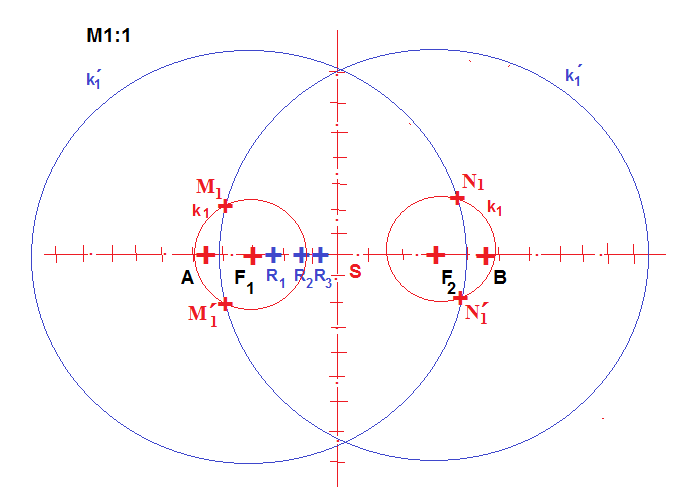 M1:1
k₁´
k₁´
M₁
N₁
k₁
k₁
A
F₁
R₁
R₂
R₃
S
F₂
B
M₁´
N₁´